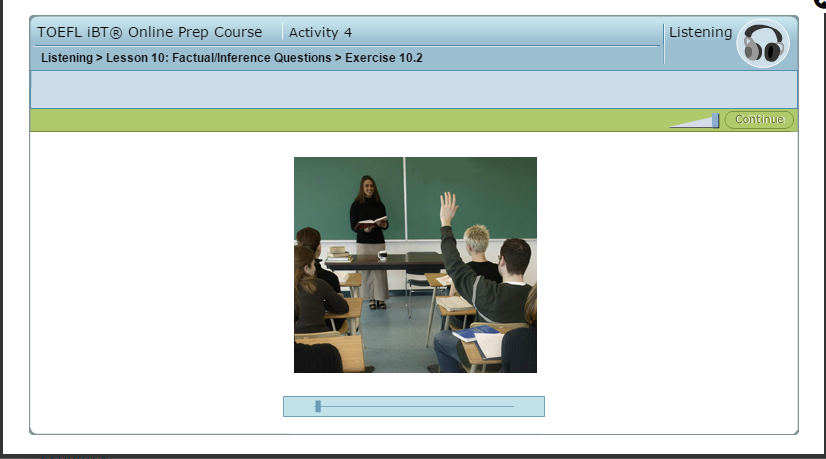 TOEFL iBT® Online Prep Course Activity 4 Listening
Listening > Lesson 10: Factual/Inference Questions > Exercise 10.2
Continue